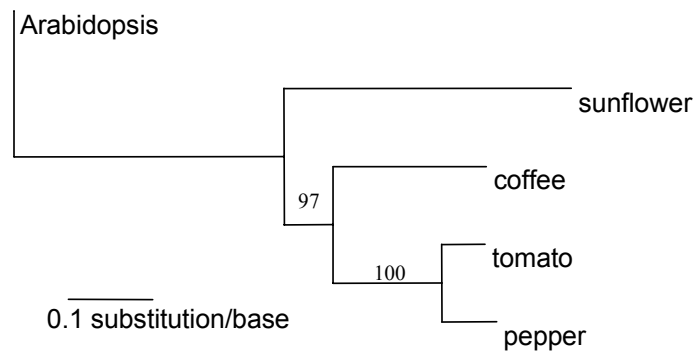 Arabidopsis
sunflower
coffee
97
tomato
100
0.1 substitution/base
pepper